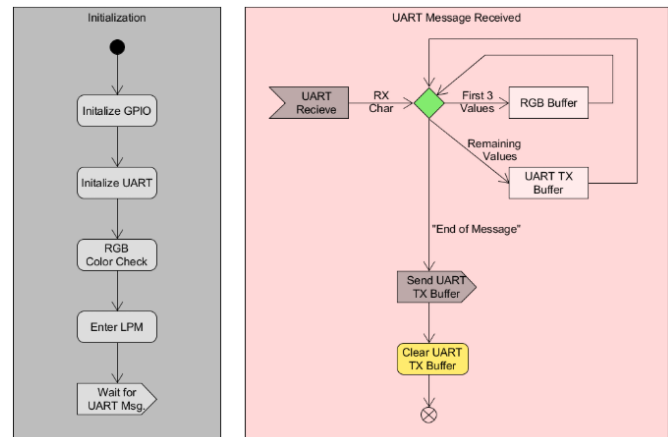 Initialization
Initalize GPIO
Initalize UART
RGB
Color Check
Enter LPM
Wait for
UART Msg.
UART Message Received
UART
Recieve
RX
Char
First 3
Values
RGB Buffer
Remaining
Values
UART TX
Buffer
"End of Message"
Send UART
TX Buffer
Clear UART
TX Buffer